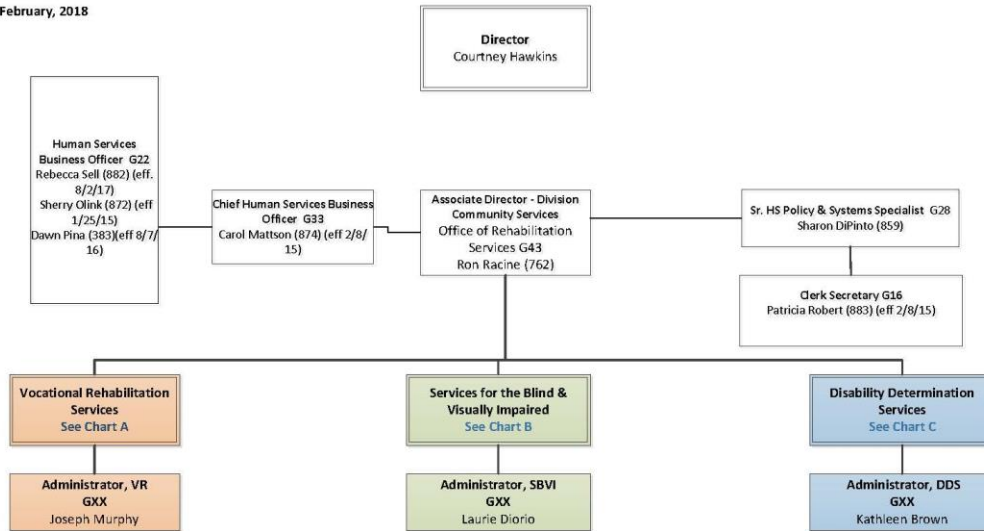 February, 2018
Director
Courtney Hawkins
Human Services
Business Officer G22
Rebecca Sell (882) (eff.
8/2/17)
Sherry Olink (872) (eff
1/25/15)
Dawn Pina (383)(eff 8/7/
16)
Chief Human Services Business
Officer G33
Carol Mattson (874) (eff 2/8/
15)
Associate Director - Division
Community Services
Office of Rehabilitation
Services G43
Ron Racine (762)
Sr. HS Policy & Systems Specialist G28
Sharon DiPinto (859)
Clerk Secretary G16
Patricia Robert (883) (eff 2/8/15)
Vocational Rehabilitation
Services
See Chart A
Services for the Blind &
Visually Impaired
See Chart B
Disability Determination
Services
See Chart C
Administrator, VR
GXX
Joseph Murphy
Administrator, SBVI
GXX
Laurie Diorio
Administrator, DDS
GXX
Kathleen Brown